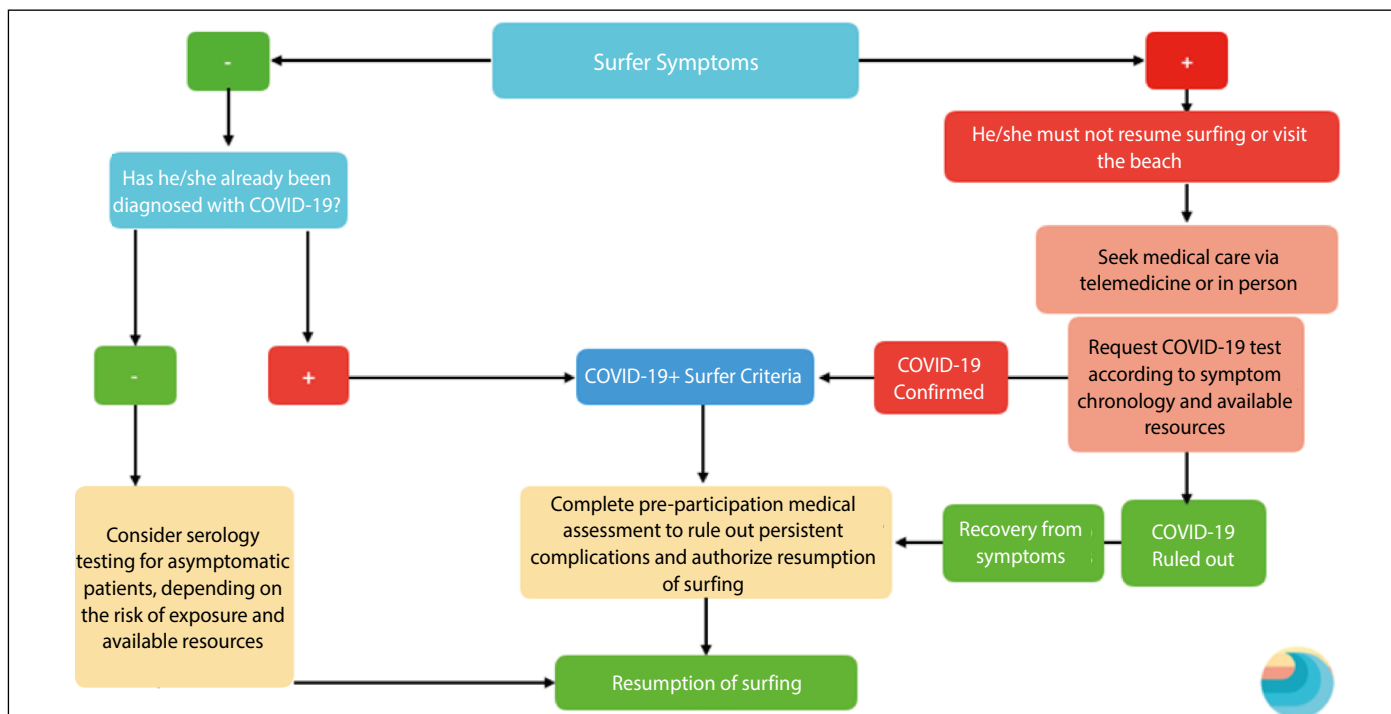 -
Surfer Symptoms
+
He/she must not resume surfing or visit
the beach
Has he/she already been
diagnosed with COVID-19?
Seek medical care via
telemedicine or in person
-
+
COVID-19+ Surfer Criteria
COVID-19
Confirmed
Request COVID-19 test
according to symptom
chronology and available
resources
Consider serology
testing for asymptomatic
patients, depending on
the risk of exposure and
available resources
Complete pre-participation medical
assessment to rule out persistent
complications and authorize resumption
of surfing
Recovery from
symptoms
COVID-19
Ruled out
Resumption of surfing